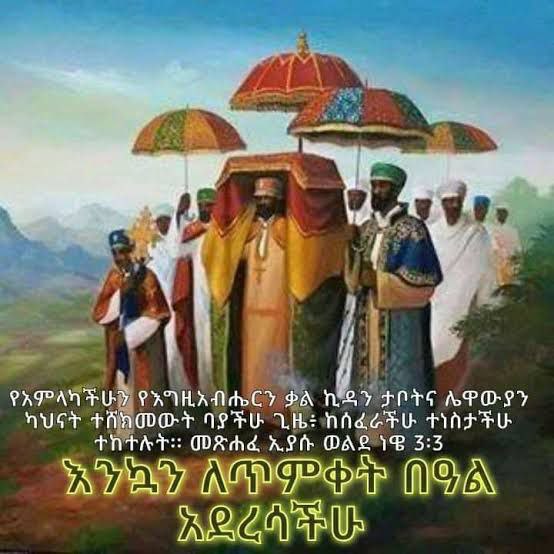 የአምላካችሁን የእግዚአብሔርን ቃል ኪዳን ታቦትና ሌዋውያን
ካህናት ተሸክመውት ባያችሁ ጊዜ፥ ከሰፈራችሁ ተነስታችሁ
ተከተሉት። መጽሐፈ ኢያሱ ወልደ ነዌ 3፡3
እንኳን ለጥምቀት በዓል
አደረሳችሁ